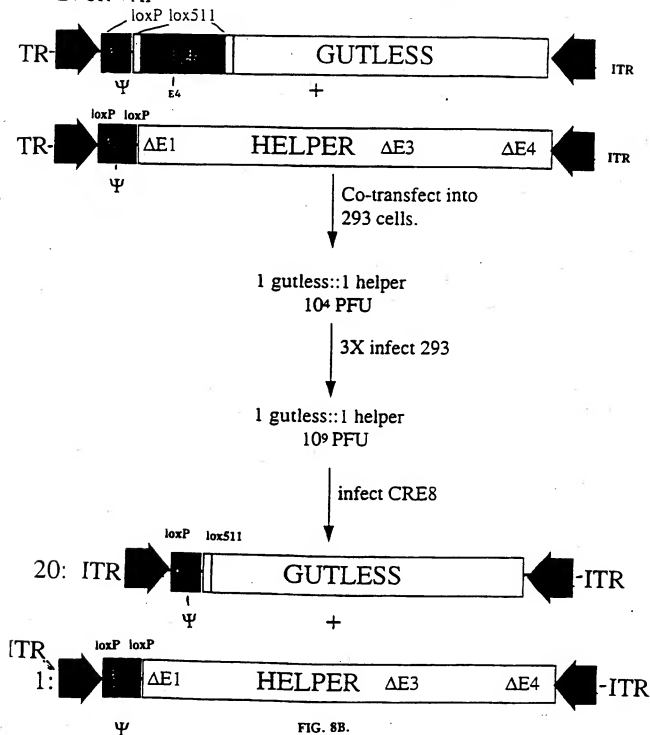 loxP lox511
TR- GUTLESS ITR
Ψ E4 +
loxP loxP
TR- ΔE1 HELPER ΔE3 ΔE4 ITR
Ψ
Co-transfect into
293 cells.
1 gutless::1 helper
10⁴ PFU
3X infect 293
1 gutless::1 helper
10⁹ PFU
infect CRE8
loxP lox511
20: ITR GUTLESS -ITR
Ψ +
ITR loxP loxP
1: ΔE1 HELPER ΔE3 ΔE4 -ITR
Ψ
FIG. 8B.